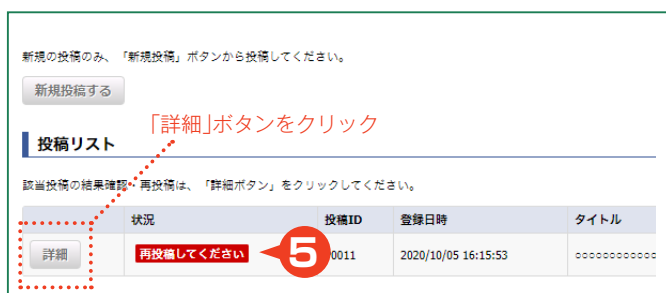 新規の投稿のみ、「新規投稿」ボタンから投稿してください。
新規投稿する
「詳細」ボタンをクリック
投稿リスト
該当投稿の結果確認・再投稿は、「詳細ボタン」をクリックしてください。
状況 投稿ID 登録日時 タイトル
詳細 再投稿してください 5 0011 2020/10/05 16:15:53 ○○○○○○○○○○○○